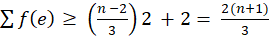 ∑ f(e) ≥ (n −2 / 3) 2 + 2 = 2(n+1) / 3